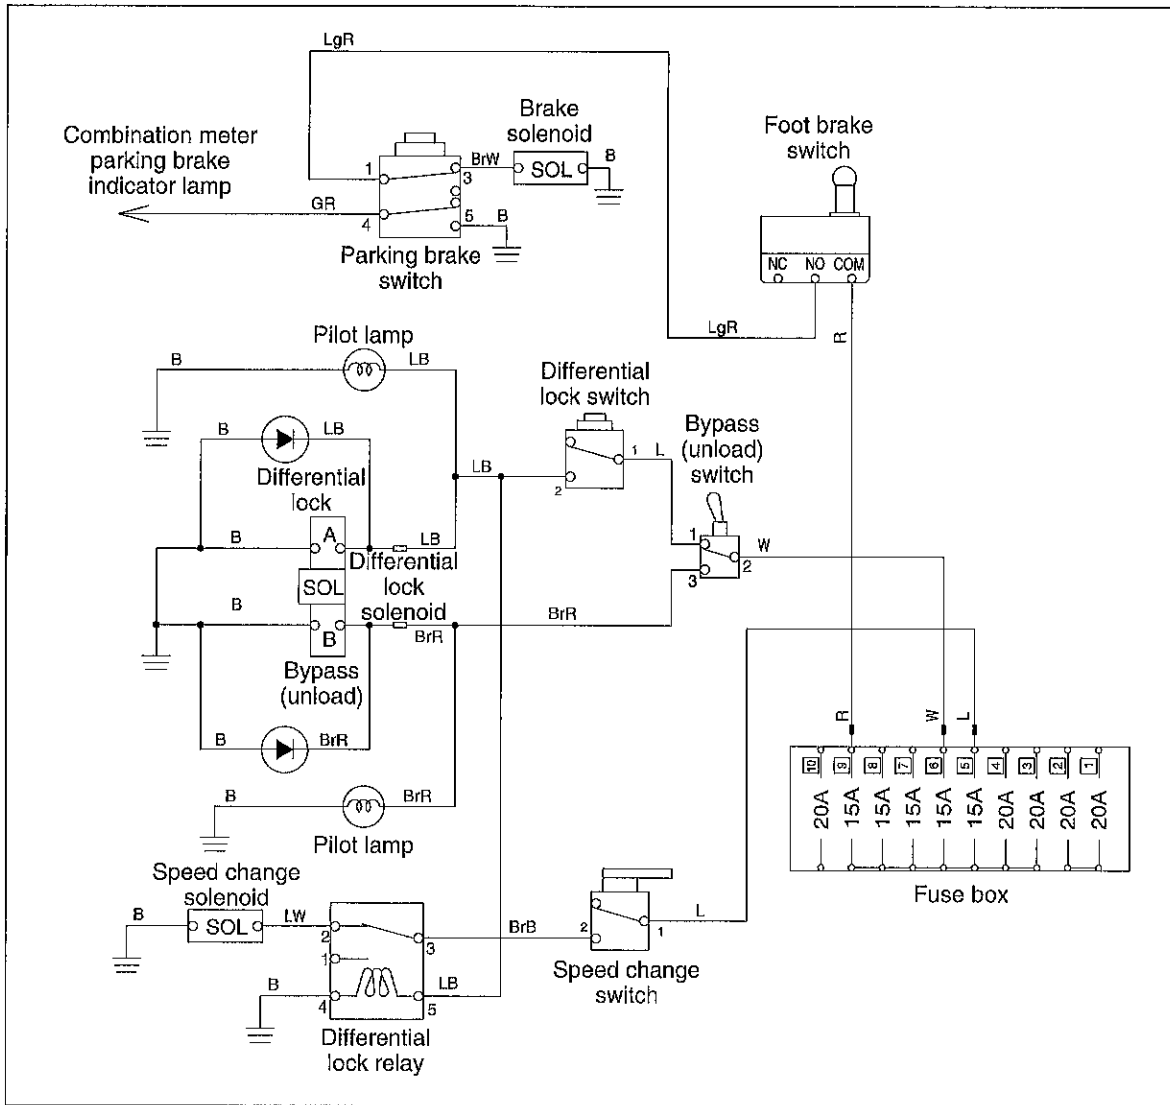 LgR
Brake
solenoid
Foot brake
switch
Combination meter
parking brake
indicator lamp
1
BrW
3
SOL
B
GR
4
5
B
Parking brake
switch
NC NO COM
LgR
R
Pilot lamp
B
LB
Differential
lock switch
Bypass
(unload)
switch
B
LB
Differential
lock
LB
2
1
L
B
A
LB
Differential
lock
solenoid
SOL
1
3
2
W
B
B
BrR
BrR
Bypass
(unload)
B
BrR
R
W
L
10
9
8
7
6
5
4
3
2
1
20A
15A
15A
15A
15A
15A
20A
20A
20A
20A
Fuse box
B
BrR
Pilot lamp
Speed change
solenoid
B
SOL
LW
2
3
BrB
2
1
L
1
B
4
5
LB
Speed change
switch
Differential
lock relay